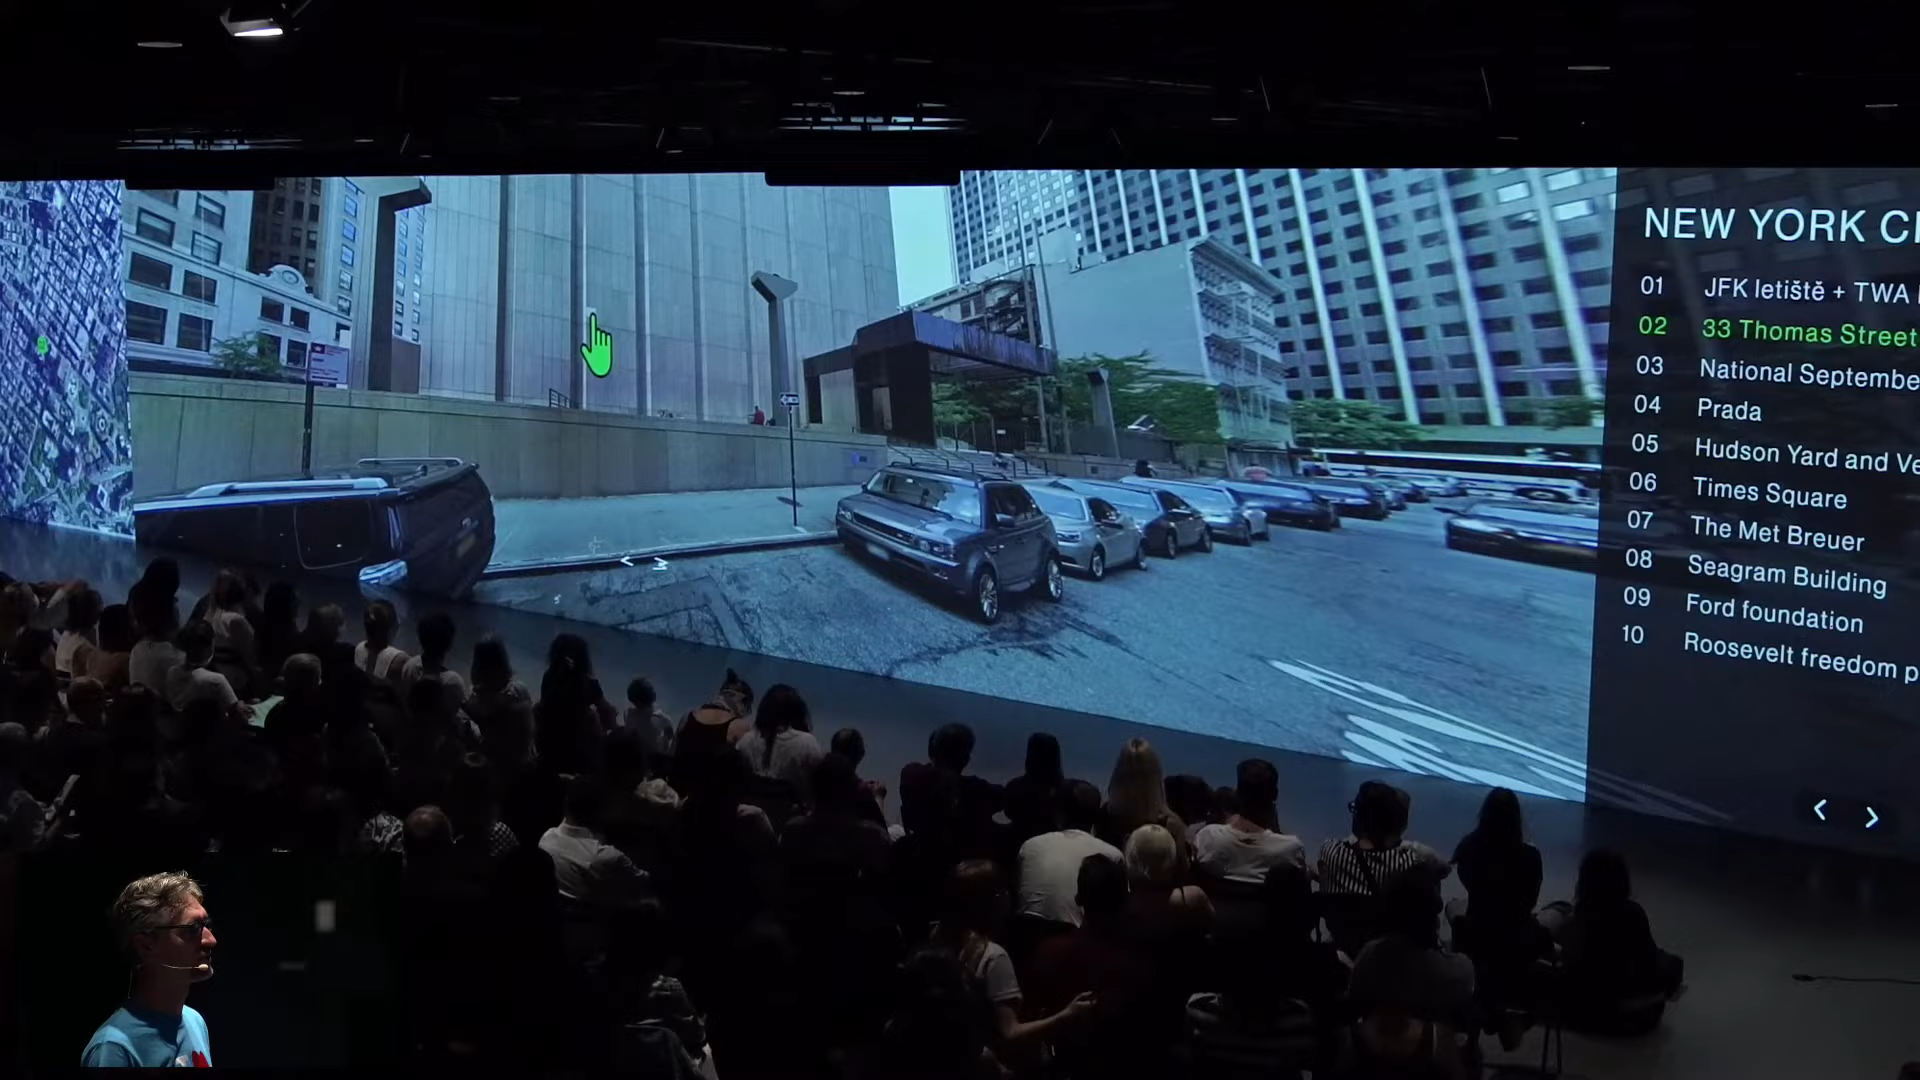 NEW YORK CI
01 JFK letiště + TWA
02 33 Thomas Street
03 National Septembe
04 Prada
05 Hudson Yard and Ve
06 Times Square
07 The Met Breuer
08 Seagram Building
09 Ford foundation
10 Roosevelt freedom p